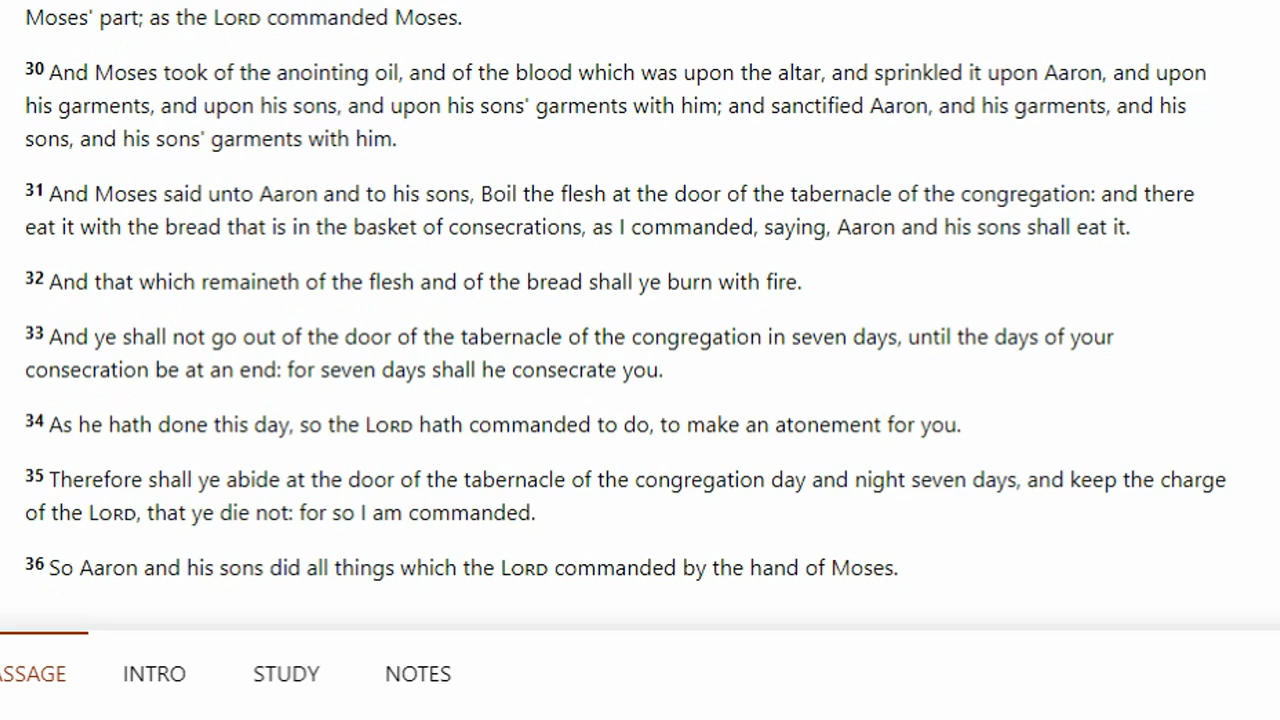 Moses' part; as the LORD commanded Moses.
30 And Moses took of the anointing oil, and of the blood which was upon the altar, and sprinkled it upon Aaron, and upon
his garments, and upon his sons, and upon his sons' garments with him; and sanctified Aaron, and his garments, and his
sons, and his sons' garments with him.
31 And Moses said unto Aaron and to his sons, Boil the flesh at the door of the tabernacle of the congregation: and there
eat it with the bread that is in the basket of consecrations, as I commanded, saying, Aaron and his sons shall eat it.
32 And that which remaineth of the flesh and of the bread shall ye burn with fire.
33 And ye shall not go out of the door of the tabernacle of the congregation in seven days, until the days of your
consecration be at an end: for seven days shall he consecrate you.
34 As he hath done this day, so the LORD hath commanded to do, to make an atonement for you.
35 Therefore shall ye abide at the door of the tabernacle of the congregation day and night seven days, and keep the charge
of the LORD, that ye die not: for so I am commanded.
36 So Aaron and his sons did all things which the LORD commanded by the hand of Moses.
ASSAGE INTRO STUDY NOTES